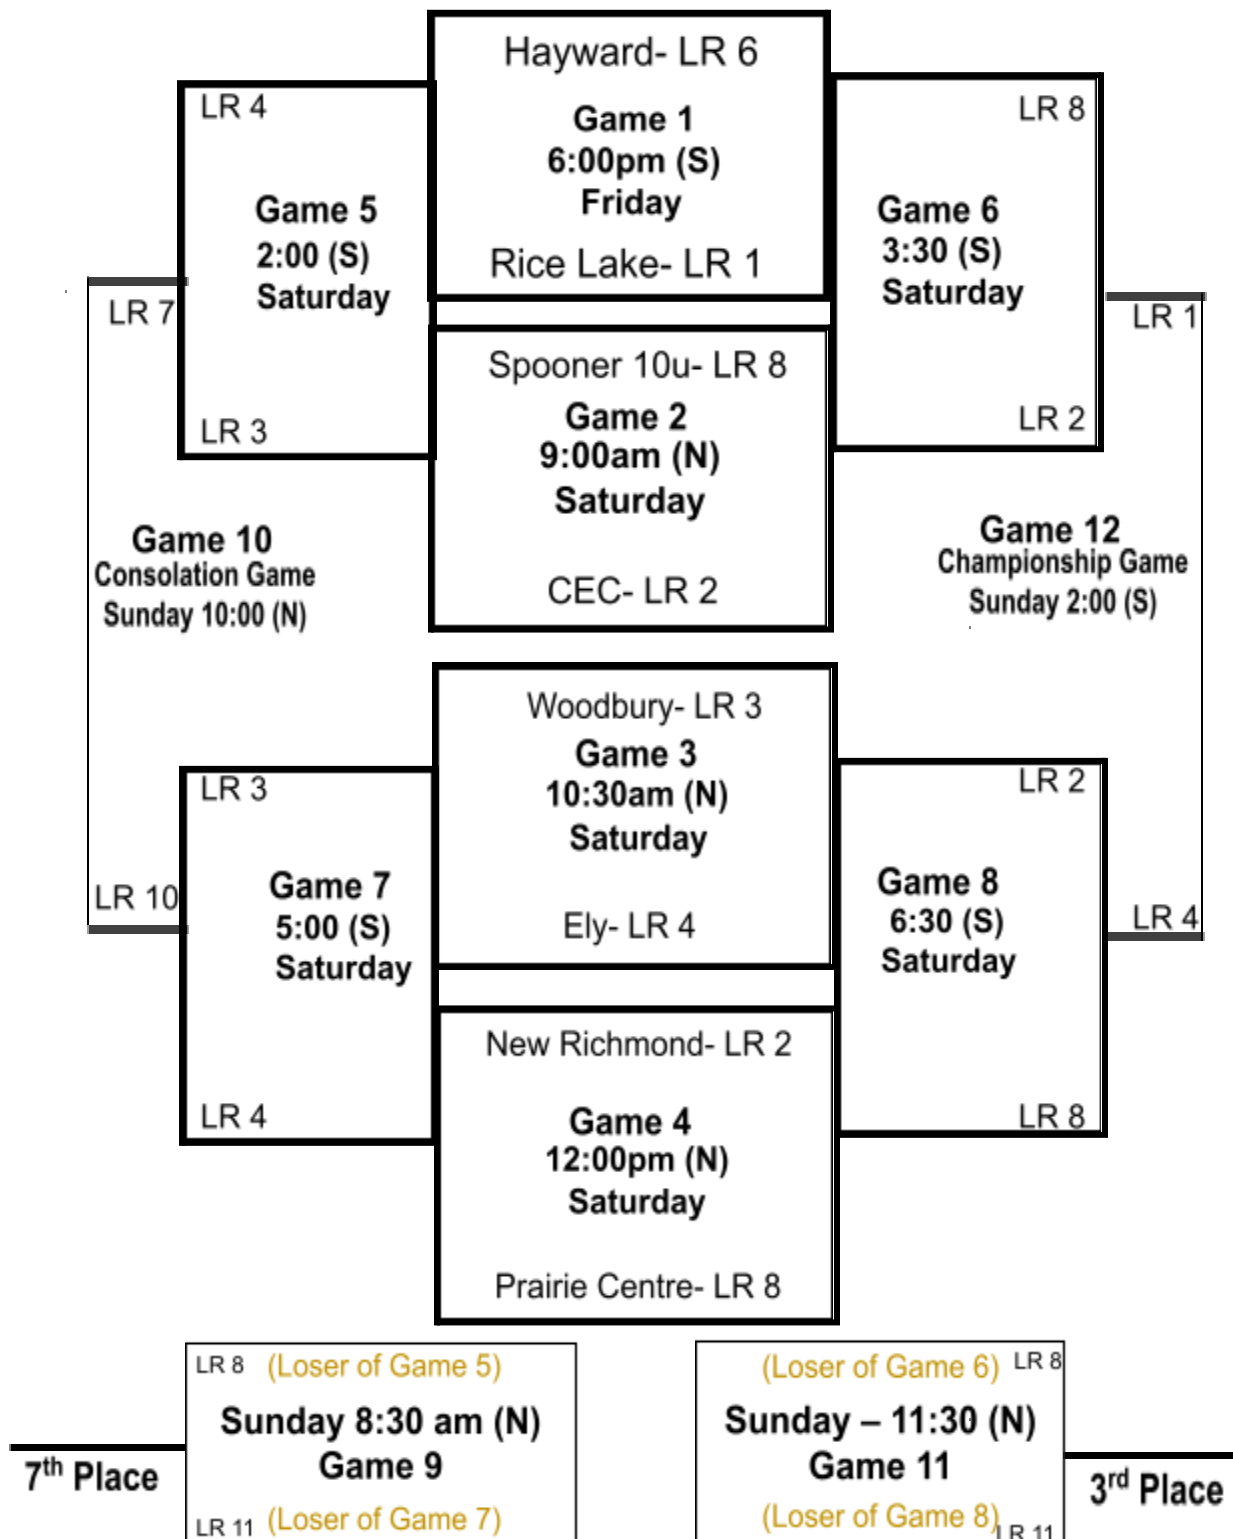 Hayward- LR 6
Game 1
6:00pm (S)
Friday
Rice Lake- LR 1
LR 4
Game 5
2:00 (S)
Saturday
LR 3
LR 8
Game 6
3:30 (S)
Saturday
LR 2
LR 7
LR 1
Spooner 10u- LR 8
Game 2
9:00am (N)
Saturday
CEC- LR 2
Game 10
Consolation Game
Sunday 10:00 (N)
Game 12
Championship Game
Sunday 2:00 (S)
Woodbury- LR 3
Game 3
10:30am (N)
Saturday
Ely- LR 4
LR 3
Game 7
5:00 (S)
Saturday
LR 4
LR 2
Game 8
6:30 (S)
Saturday
LR 8
LR 10
LR 4
New Richmond- LR 2
Game 4
12:00pm (N)
Saturday
Prairie Centre- LR 8
LR 8 (Loser of Game 5)
Sunday 8:30 am (N)
Game 9
LR 11 (Loser of Game 7)
7th Place
(Loser of Game 6) LR 8
Sunday – 11:30 (N)
Game 11
(Loser of Game 8) LR 11
3rd Place